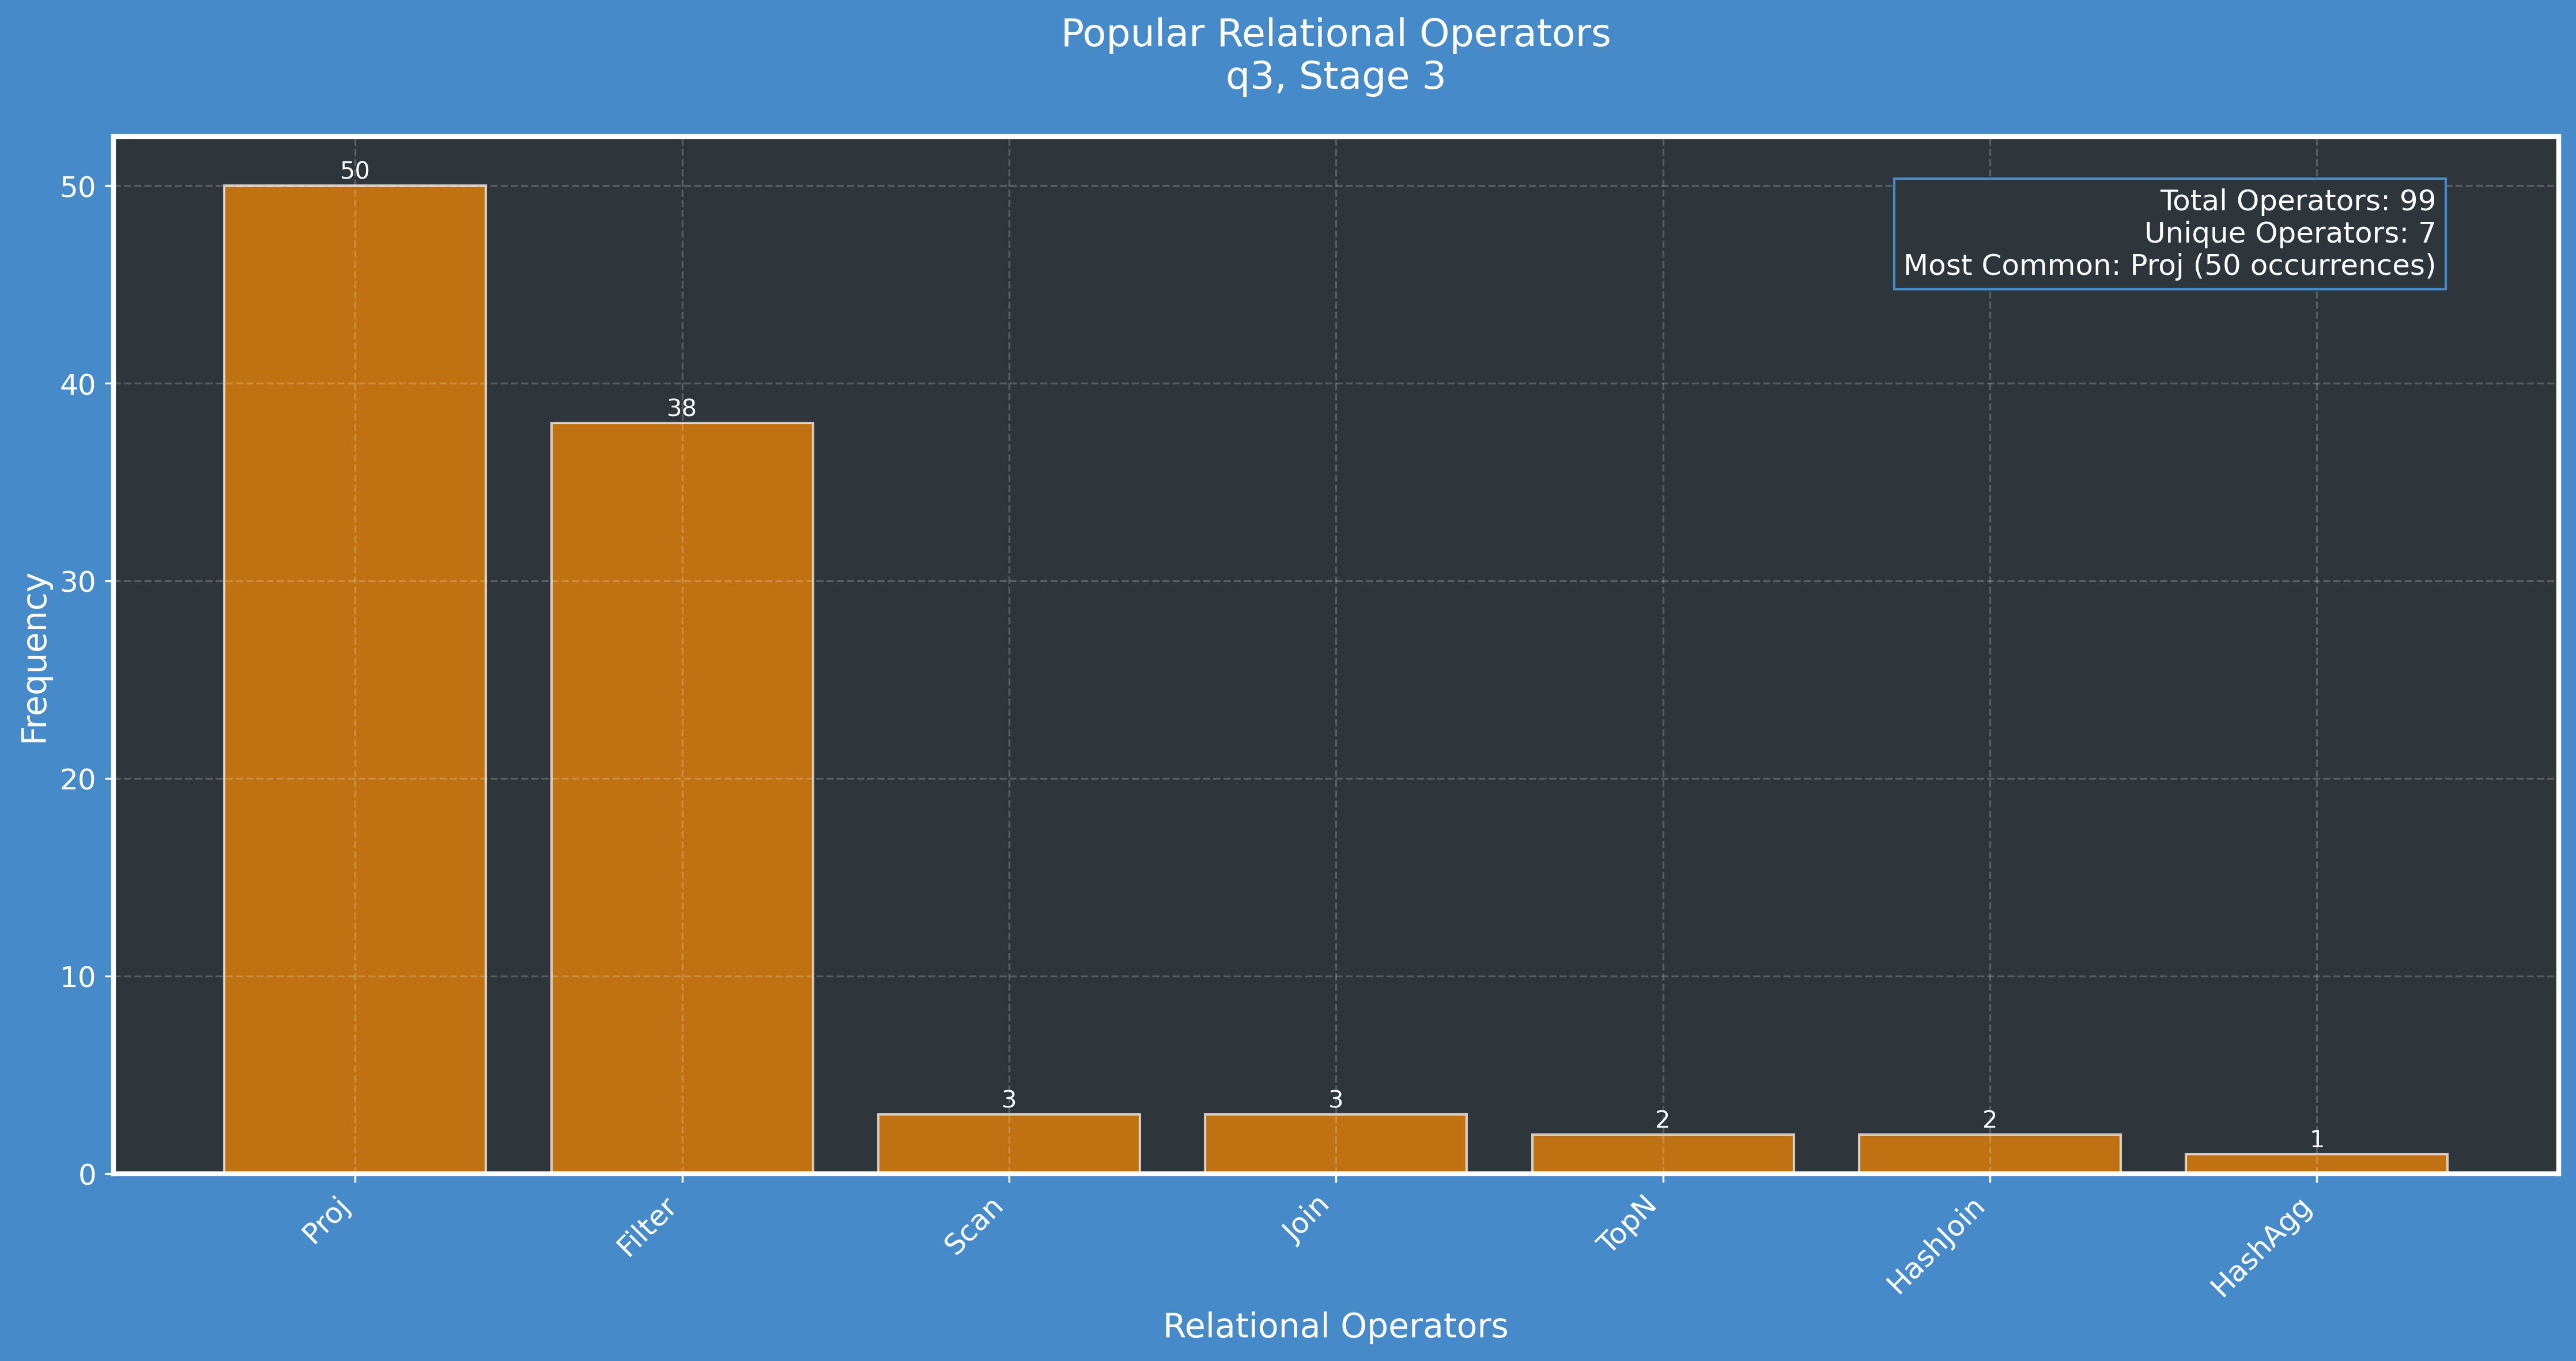 Popular Relational Operators
q3, Stage 3
Total Operators: 99
Unique Operators: 7
Most Common: Proj (50 occurrences)
Frequency
50
40
30
20
10
0
50
38
3
3
2
2
1
Proj
Filter
Scan
Join
TopN
HashJoin
HashAgg
Relational Operators